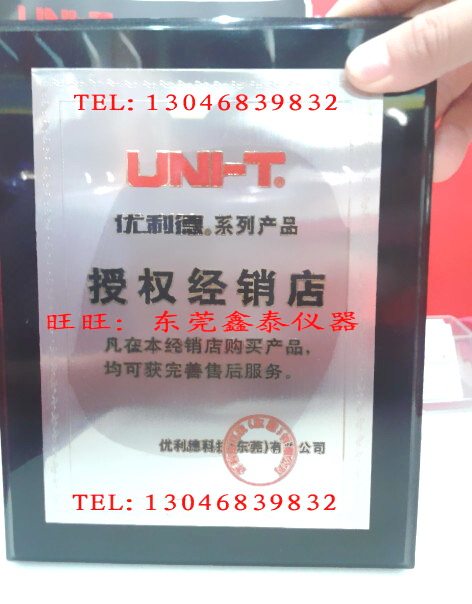 TEL: 13046839832
UNI-T®
优利德®系列产品
授权经销店
旺旺: 东莞鑫泰仪器
凡在本经销店购买产品,
均可获完善售后服务。
优利德科技(东莞)有限公司
TEL: 13046839832